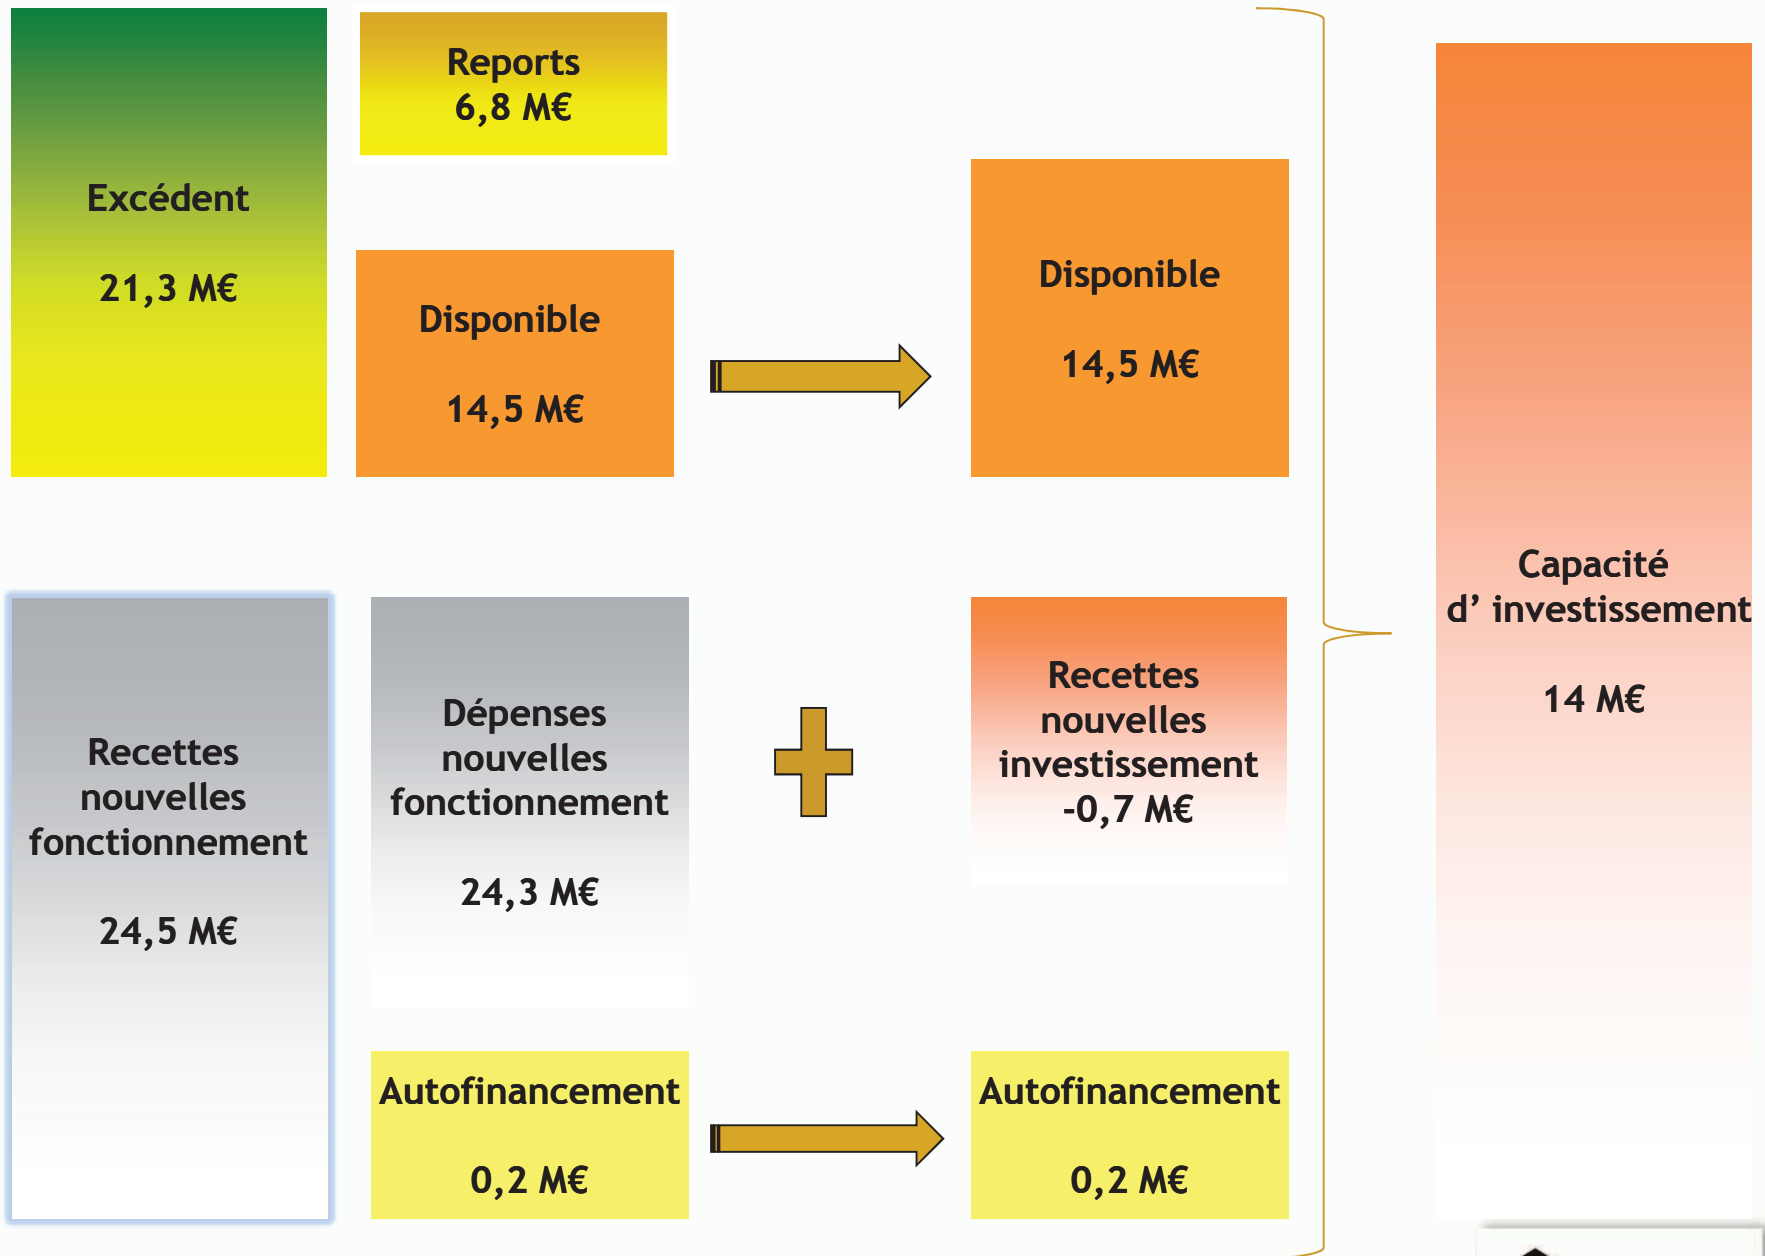 Reports
6,8 M€
Excédent
21,3 M€
Disponible
14,5 M€
Disponible
14,5 M€
Recettes
nouvelles
fonctionnement
24,5 M€
Dépenses
nouvelles
fonctionnement
24,3 M€
Recettes
nouvelles
investissement
-0,7 M€
Autofinancement
0,2 M€
Autofinancement
0,2 M€
Capacité
d’ investissement
14 M€